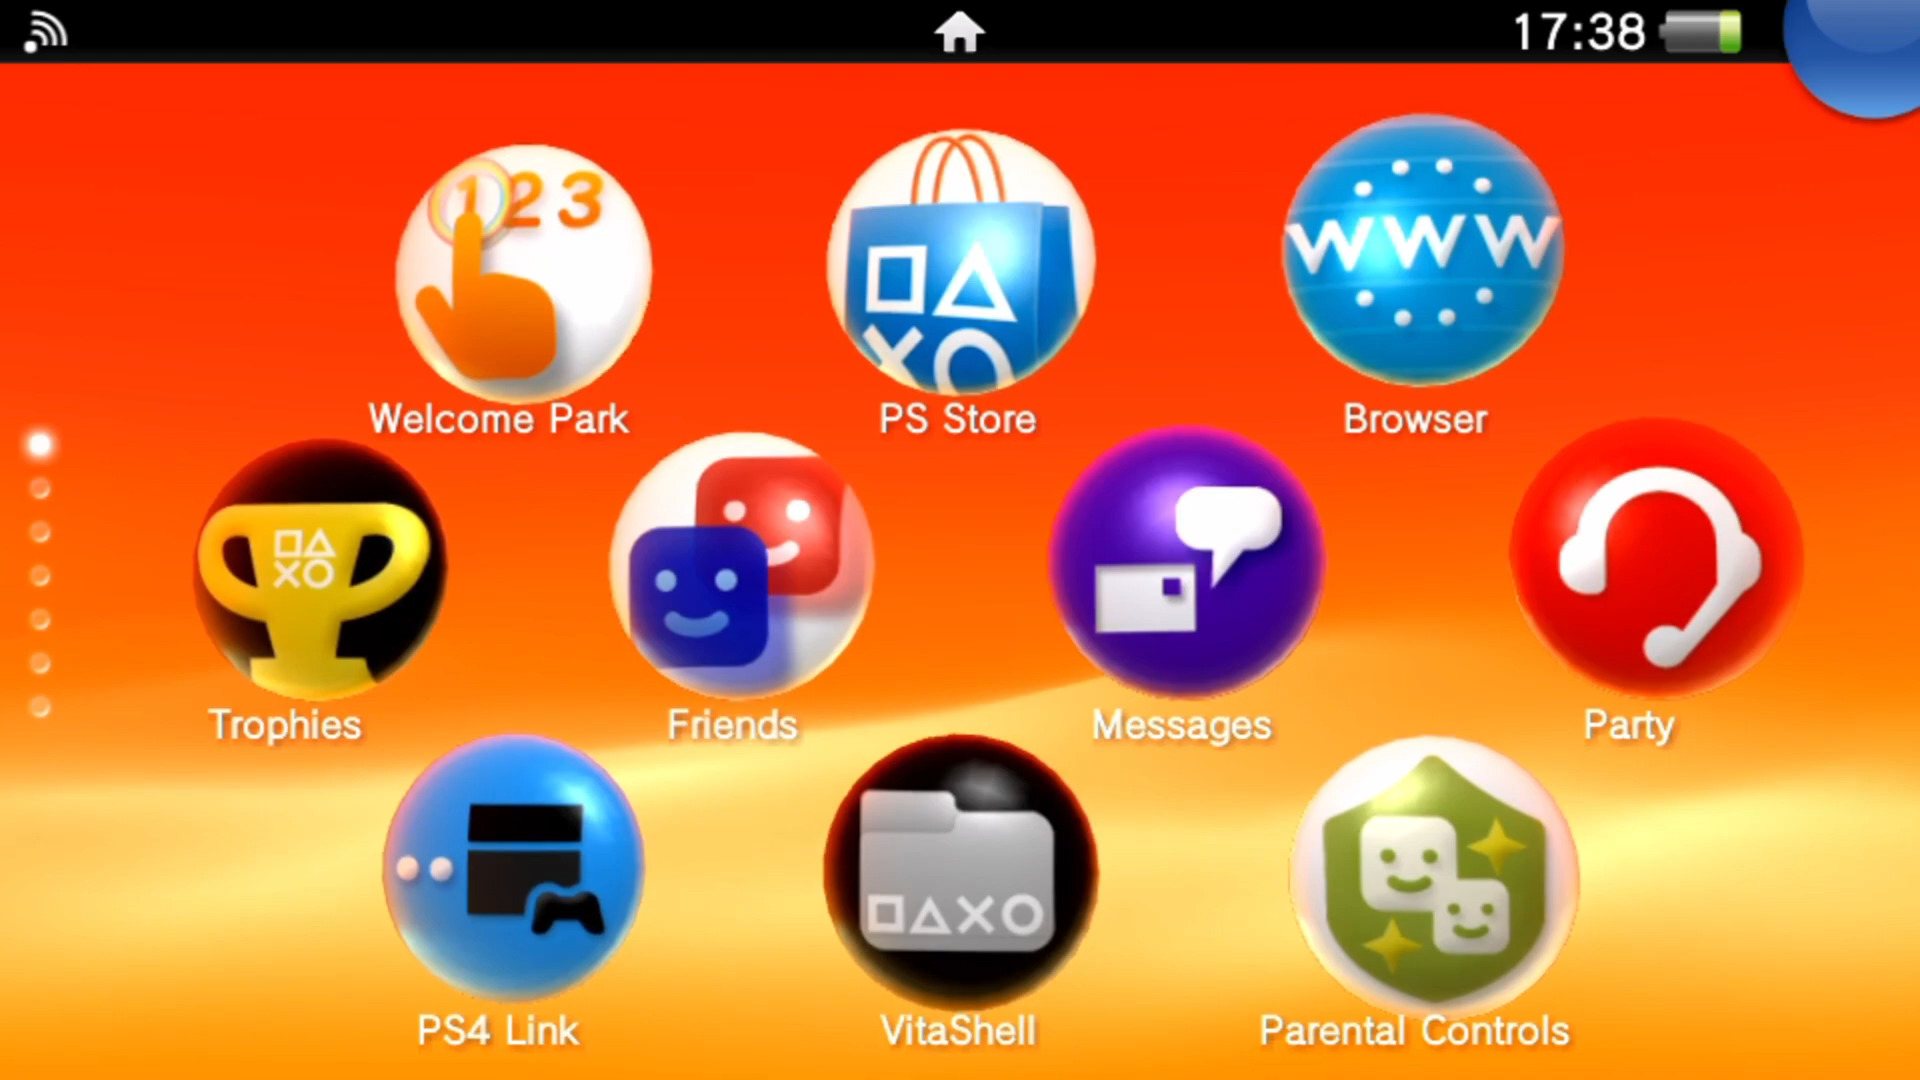 17:38
123
www
Welcome Park
PS Store
Browser
Trophies
Friends
Messages
Party
PS4 Link
VitaShell
Parental Controls